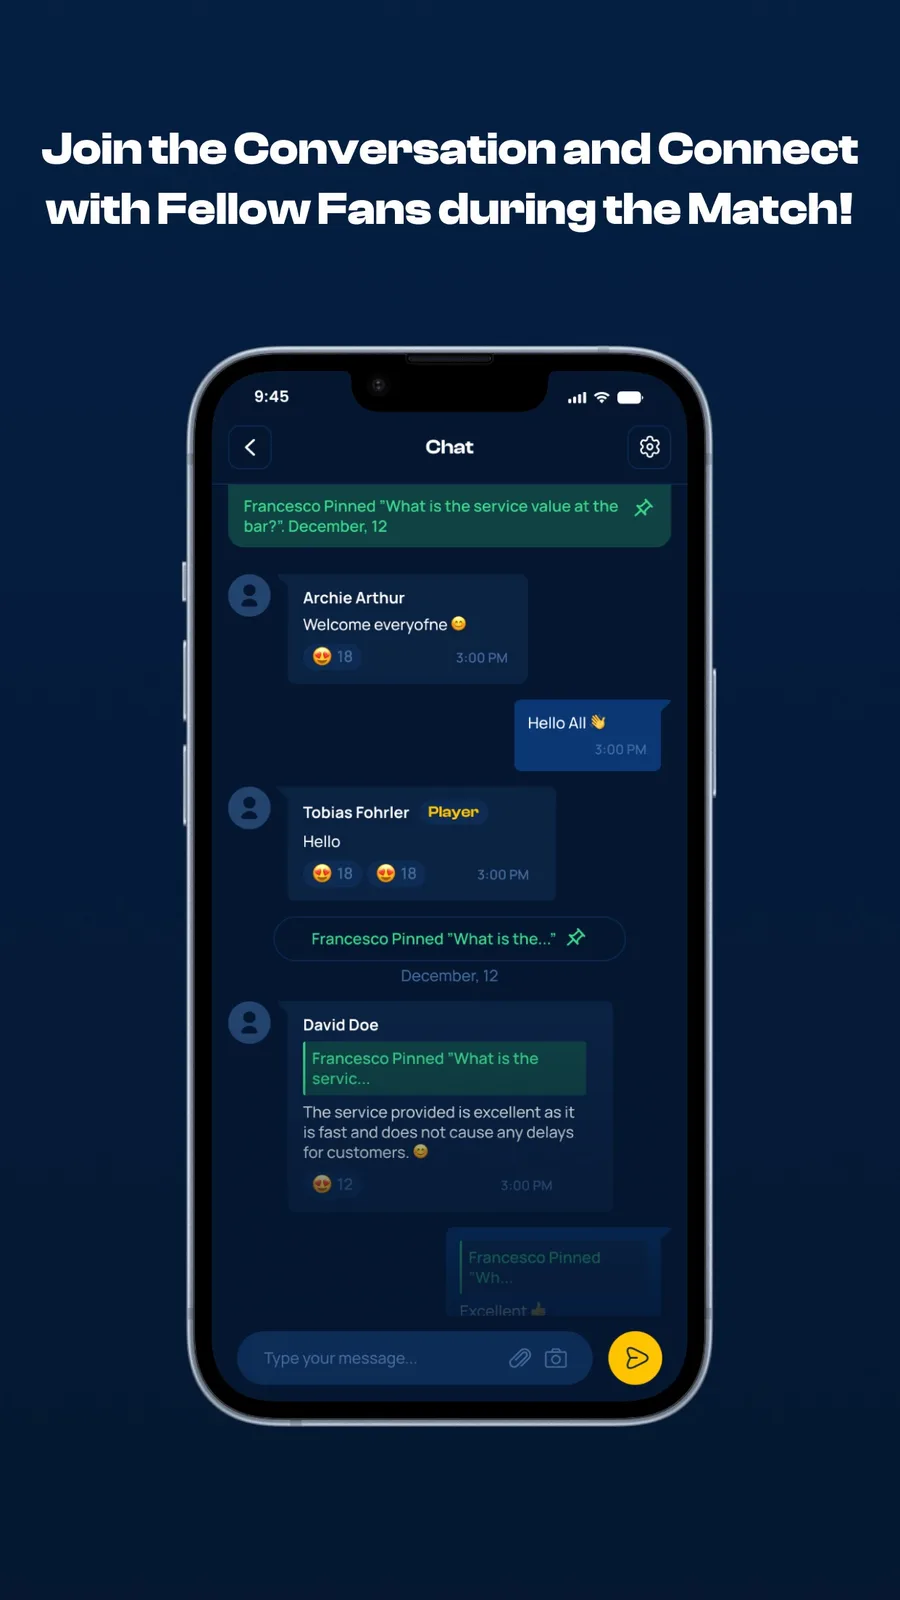 Join the Conversation and Connect
with Fellow Fans during the Match!
9:45
Chat
Francesco Pinned "What is the service value at the
bar?". December, 12
Archie Arthur
Welcome everyofne 😊
😍 18
3:00 PM
Hello All 👋
3:00 PM
Tobias Fohrler Player
Hello
😍 18 😍 18
3:00 PM
Francesco Pinned "What is the..."
December, 12
David Doe
Francesco Pinned "What is the
servic...
The service provided is excellent as it
is fast and does not cause any delays
for customers. 😊
😍 12
3:00 PM
Francesco Pinned
"Wh...
Excellent 👍
Type your message...